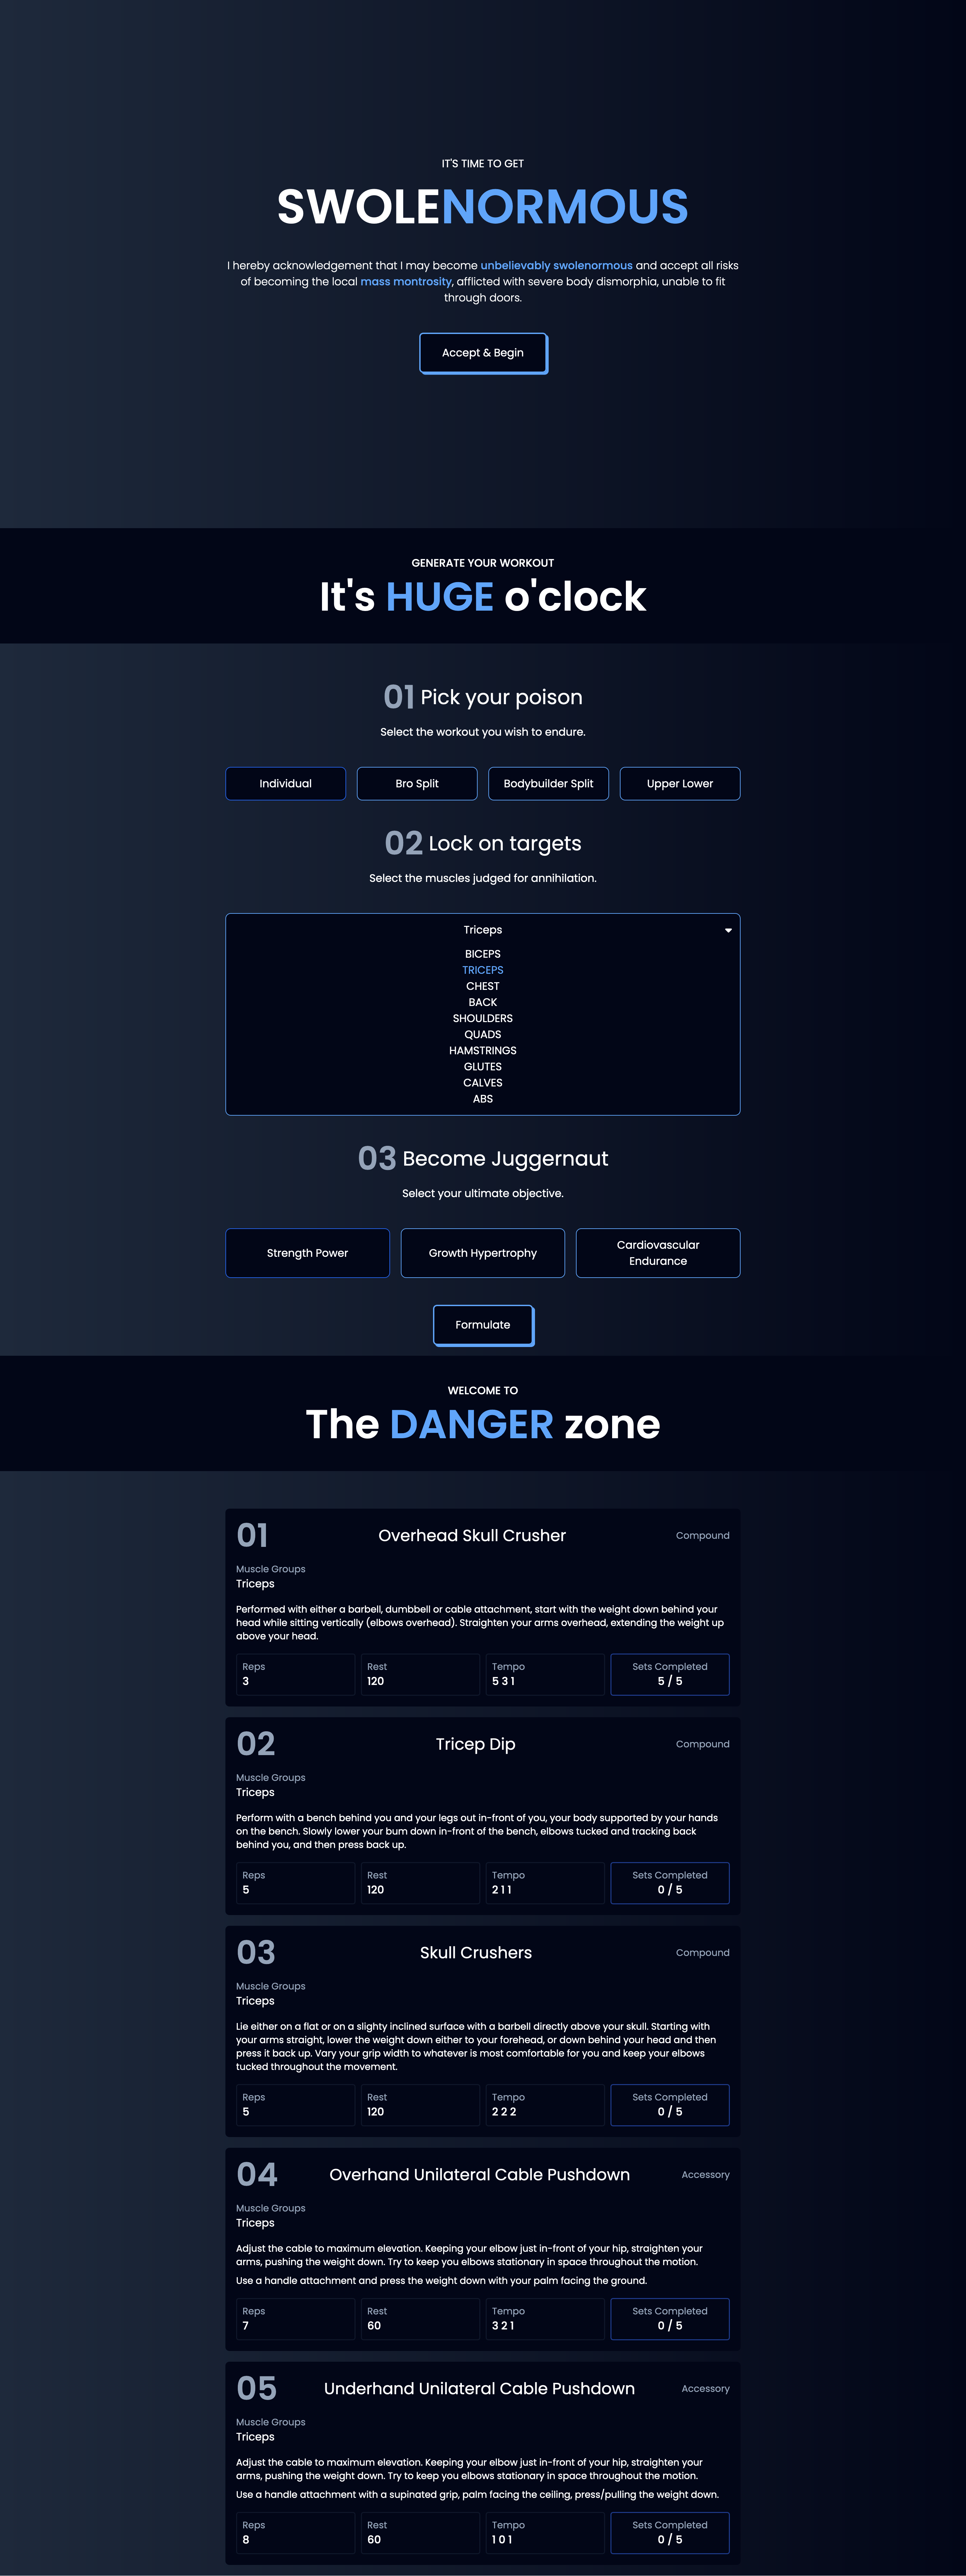 IT'S TIME TO GET
SWOLENORMOUS
I hereby acknowledgement that I may become unbelievably swolenormous and accept all risks
of becoming the local mass montrosity, afflicted with severe body dismorphia, unable to fit
through doors.
Accept & Begin
GENERATE YOUR WORKOUT
It's HUGE o'clock
01 Pick your poison
Select the workout you wish to endure.
Individual Bro Split Bodybuilder Split Upper Lower
02 Lock on targets
Select the muscles judged for annihilation.
Triceps
BICEPS
TRICEPS
CHEST
BACK
SHOULDERS
QUADS
HAMSTRINGS
GLUTES
CALVES
ABS
03 Become Juggernaut
Select your ultimate objective.
Strength Power Growth Hypertrophy Cardiovascular
Endurance
Formulate
WELCOME TO
The DANGER zone
01 Overhead Skull Crusher Compound
Muscle Groups
Triceps
Performed with either a barbell, dumbbell or cable attachment, start with the weight down behind your
head while sitting vertically (elbows overhead). Straighten your arms overhead, extending the weight up
above your head.
Reps Rest Tempo Sets Completed
3 120 5 3 1 5 / 5
02 Tricep Dip Compound
Muscle Groups
Triceps
Perform with a bench behind you and your legs out in-front of you, your body supported by your hands
on the bench. Slowly lower your bum down in-front of the bench, elbows tucked and tracking back
behind you, and then press back up.
Reps Rest Tempo Sets Completed
5 120 2 1 1 0 / 5
03 Skull Crushers Compound
Muscle Groups
Triceps
Lie either on a flat or on a slighty inclined surface with a barbell directly above your skull. Starting with
your arms straight, lower the weight down either to your forehead, or down behind your head and then
press it back up. Vary your grip width to whatever is most comfortable for you and keep your elbows
tucked throughout the movement.
Reps Rest Tempo Sets Completed
5 120 2 2 2 0 / 5
04 Overhand Unilateral Cable Pushdown Accessory
Muscle Groups
Triceps
Adjust the cable to maximum elevation. Keeping your elbow just in-front of your hip, straighten your
arms, pushing the weight down. Try to keep you elbows stationary in space throughout the motion.
Use a handle attachment and press the weight down with your palm facing the ground.
Reps Rest Tempo Sets Completed
7 60 3 2 1 0 / 5
05 Underhand Unilateral Cable Pushdown Accessory
Muscle Groups
Triceps
Adjust the cable to maximum elevation. Keeping your elbow just in-front of your hip, straighten your
arms, pushing the weight down. Try to keep you elbows stationary in space throughout the motion.
Use a handle attachment with a supinated grip, palm facing the ceiling, press/pulling the weight down.
Reps Rest Tempo Sets Completed
8 60 1 0 1 0 / 5